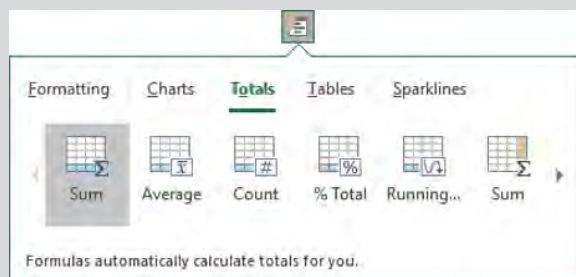 Formatting Charts Totals Tables Sparklines
Sum Average Count % Total Running... Sum
Formulas automatically calculate totals for you.